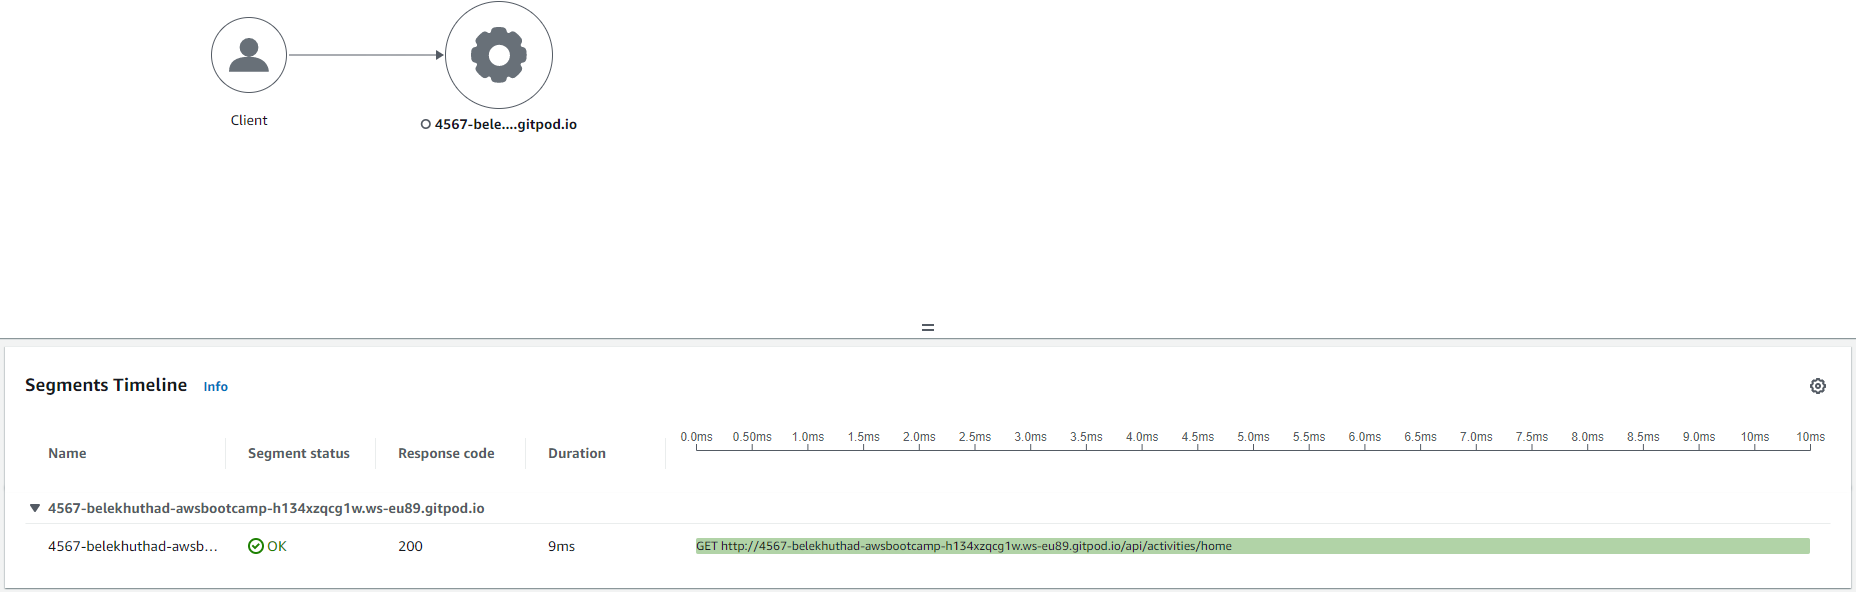 Client
4567-bele....gitpod.io
Segments Timeline Info
0.0ms 0.50ms 1.0ms 1.5ms 2.0ms 2.5ms 3.0ms 3.5ms 4.0ms 4.5ms 5.0ms 5.5ms 6.0ms 6.5ms 7.0ms 7.5ms 8.0ms 8.5ms 9.0ms 10ms 10ms
Name Segment status Response code Duration
4567-belekhuthad-awsbootcamp-h134xzqcg1w.ws-eu89.gitpod.io
4567-belekhuthad-awsb... OK 200 9ms GET http://4567-belekhuthad-awsbootcamp-h134xzqcg1w.ws-eu89.gitpod.io/api/activities/home